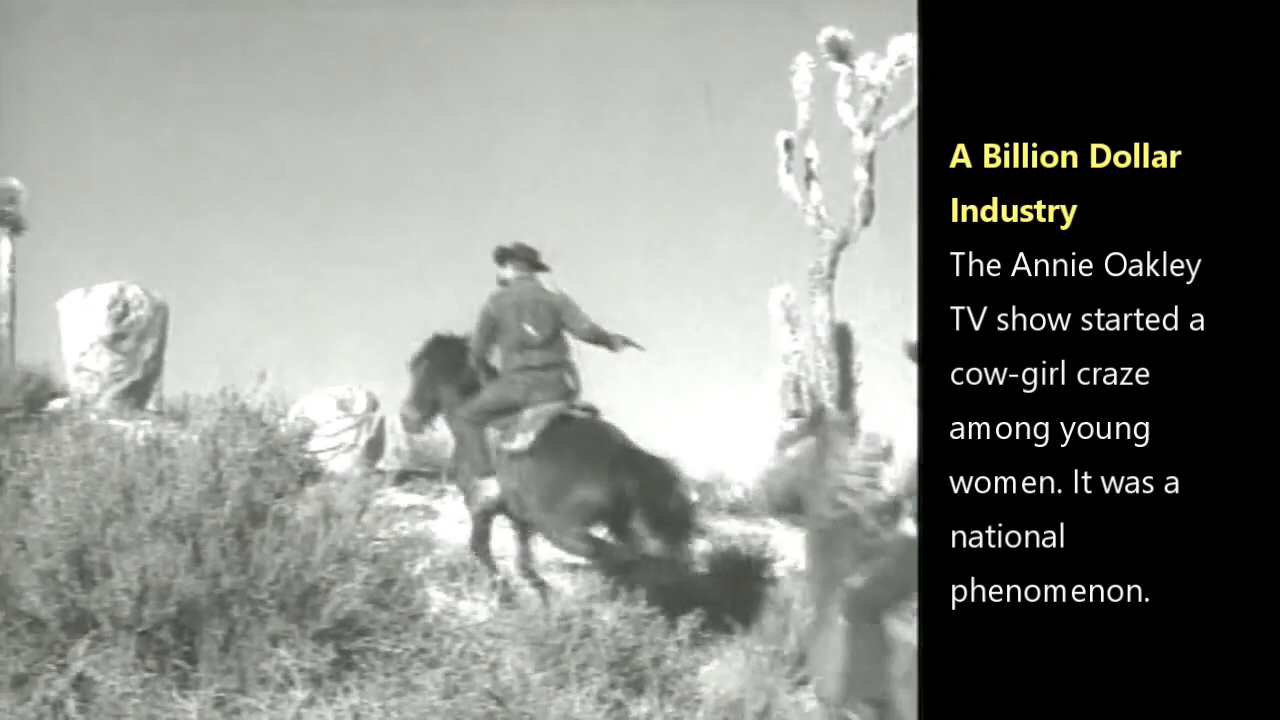 A Billion Dollar
Industry
The Annie Oakley
TV show started a
cow-girl craze
among young
women. It was a
national
phenomenon.